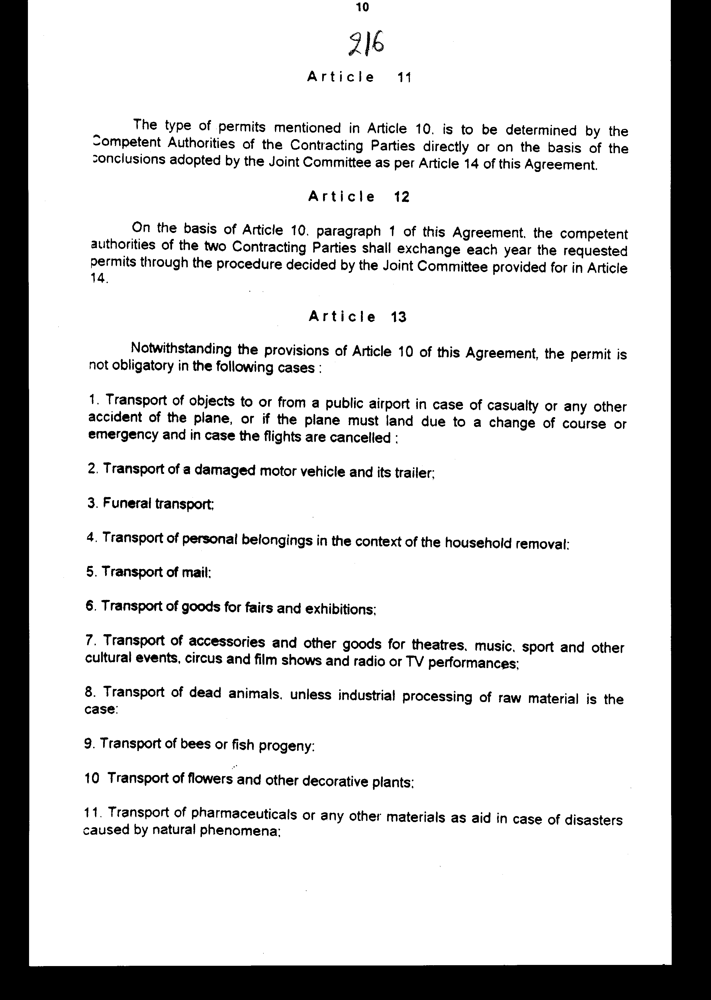 10
216
Article 11
The type of permits mentioned in Article 10. is to be determined by the
Competent Authorities of the Contracting Parties directly or on the basis of the
conclusions adopted by the Joint Committee as per Article 14 of this Agreement.
Article 12
On the basis of Article 10. paragraph 1 of this Agreement. the competent
authorities of the two Contracting Parties shall exchange each year the requested
permits through the procedure decided by the Joint Committee provided for in Article
14.
Article 13
Notwithstanding the provisions of Article 10 of this Agreement, the permit is
not obligatory in the following cases :
1. Transport of objects to or from a public airport in case of casualty or any other
accident of the plane, or if the plane must land due to a change of course or
emergency and in case the flights are cancelled ;
2. Transport of a damaged motor vehicle and its trailer;
3. Funeral transport;
4. Transport of personal belongings in the context of the household removal;
5. Transport of mail;
6. Transport of goods for fairs and exhibitions;
7. Transport of accessories and other goods for theatres. music. sport and other
cultural events, circus and film shows and radio or TV performances;
8. Transport of dead animals. unless industrial processing of raw material is the
case:
9. Transport of bees or fish progeny:
10 Transport of flowers and other decorative plants;
11. Transport of pharmaceuticals or any other materials as aid in case of disasters
caused by natural phenomena;